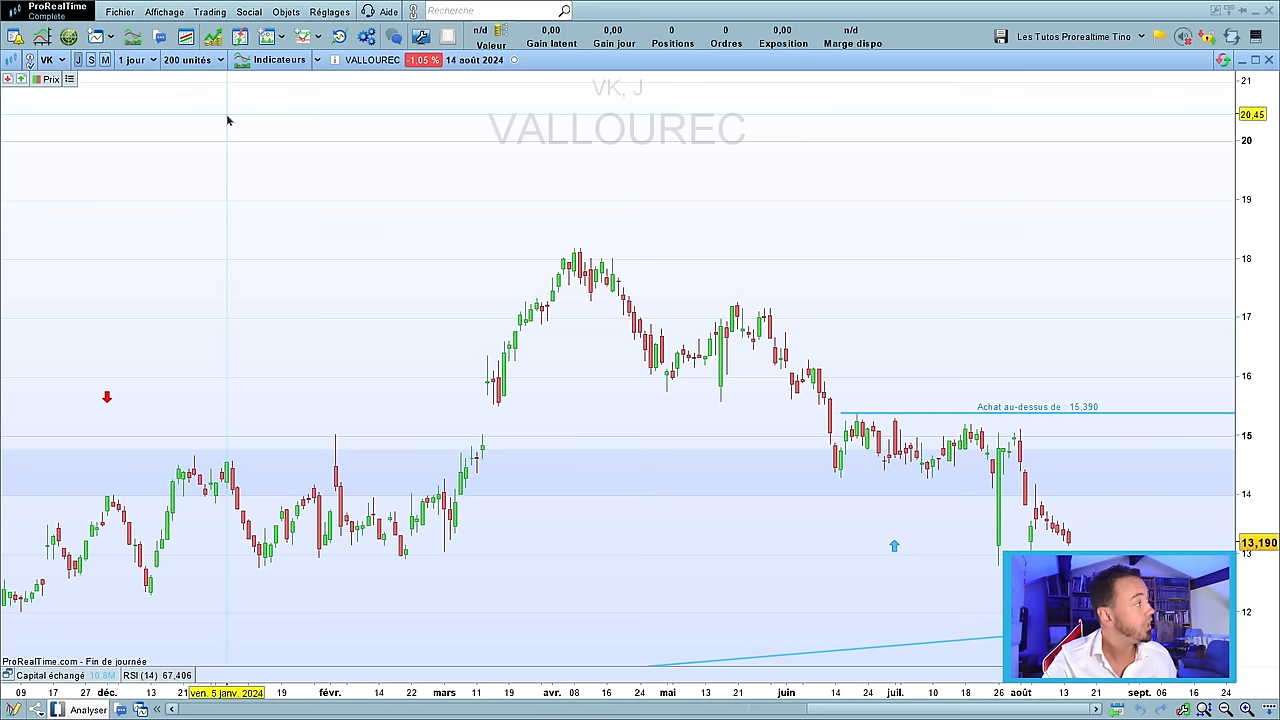 ProRealTime
Complete
Fichier Affichage Trading Social Objets Réglages Aide
Recherche
n/d 0,00 0,00 0 0 0,00 n/d
Valeur Gain latent Gain jour Positions Ordres Exposition Marge dispo
Les Tutos Prorealtime Tino
VK J S M 1 jour 200 unités Indicateurs VALLOUREC -1,05 % 14 août 2024
Prix
VK, J
VALLOUREC
21
20,45
20
19
18
17
16
Achat au-dessus de : 15,390
15
14
13,190
13
12
ProRealTime.com - Fin de journée
Capital échangé 10,8M RSI (14) 67,406
09 17 27 déc. 13 21 ven. 5 janv. 2024 19 févr. 14 22 mars 11 19 avr. 08 16 24 mai 13 21 juin 14 24 juil. 10 18 26 août 13 21 sept. 06 16 24
Analyser